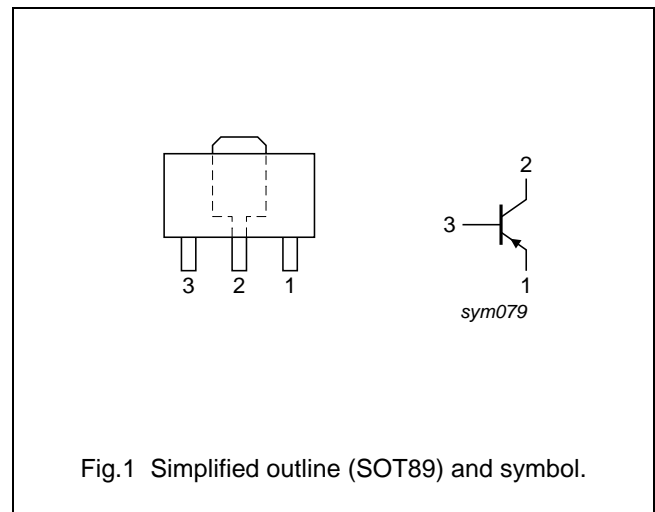 2
3
3 2 1
1
sym079
Fig.1 Simplified outline (SOT89) and symbol.